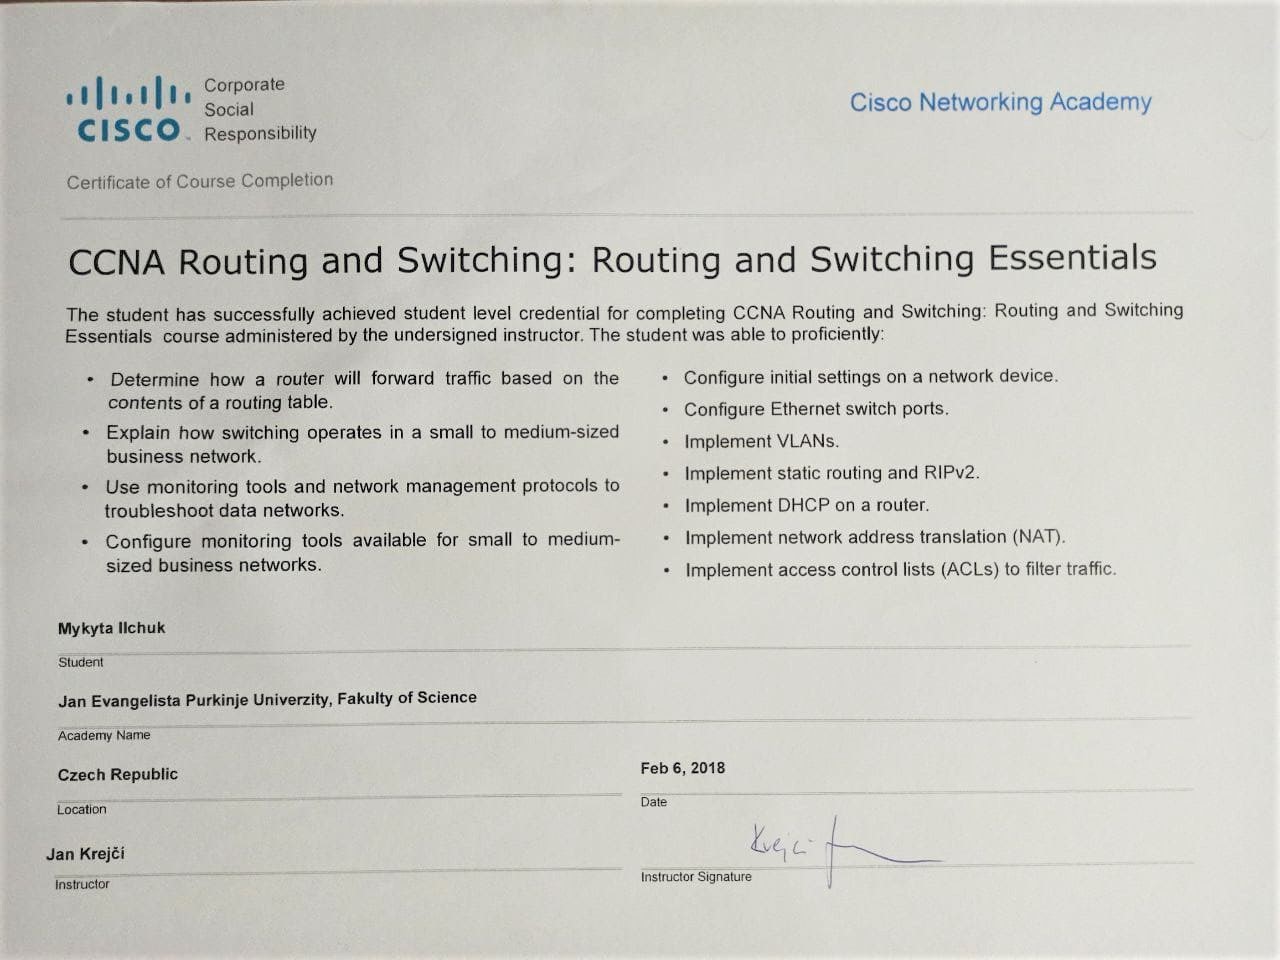 Corporate
Social
Responsibility
CISCO
Cisco Networking Academy
Certificate of Course Completion
CCNA Routing and Switching: Routing and Switching Essentials
The student has successfully achieved student level credential for completing CCNA Routing and Switching: Routing and Switching
Essentials course administered by the undersigned instructor. The student was able to proficiently:
• Determine how a router will forward traffic based on the
contents of a routing table.
• Explain how switching operates in a small to medium-sized
business network.
• Use monitoring tools and network management protocols to
troubleshoot data networks.
• Configure monitoring tools available for small to medium-
sized business networks.
• Configure initial settings on a network device.
• Configure Ethernet switch ports.
• Implement VLANs.
• Implement static routing and RIPv2.
• Implement DHCP on a router.
• Implement network address translation (NAT).
• Implement access control lists (ACLs) to filter traffic.
Mykyta Ilchuk
Student
Jan Evangelista Purkinje Univerzity, Fakulty of Science
Academy Name
Czech Republic
Location
Feb 6, 2018
Date
Jan Krejčí
Instructor
Krejčí
Instructor Signature